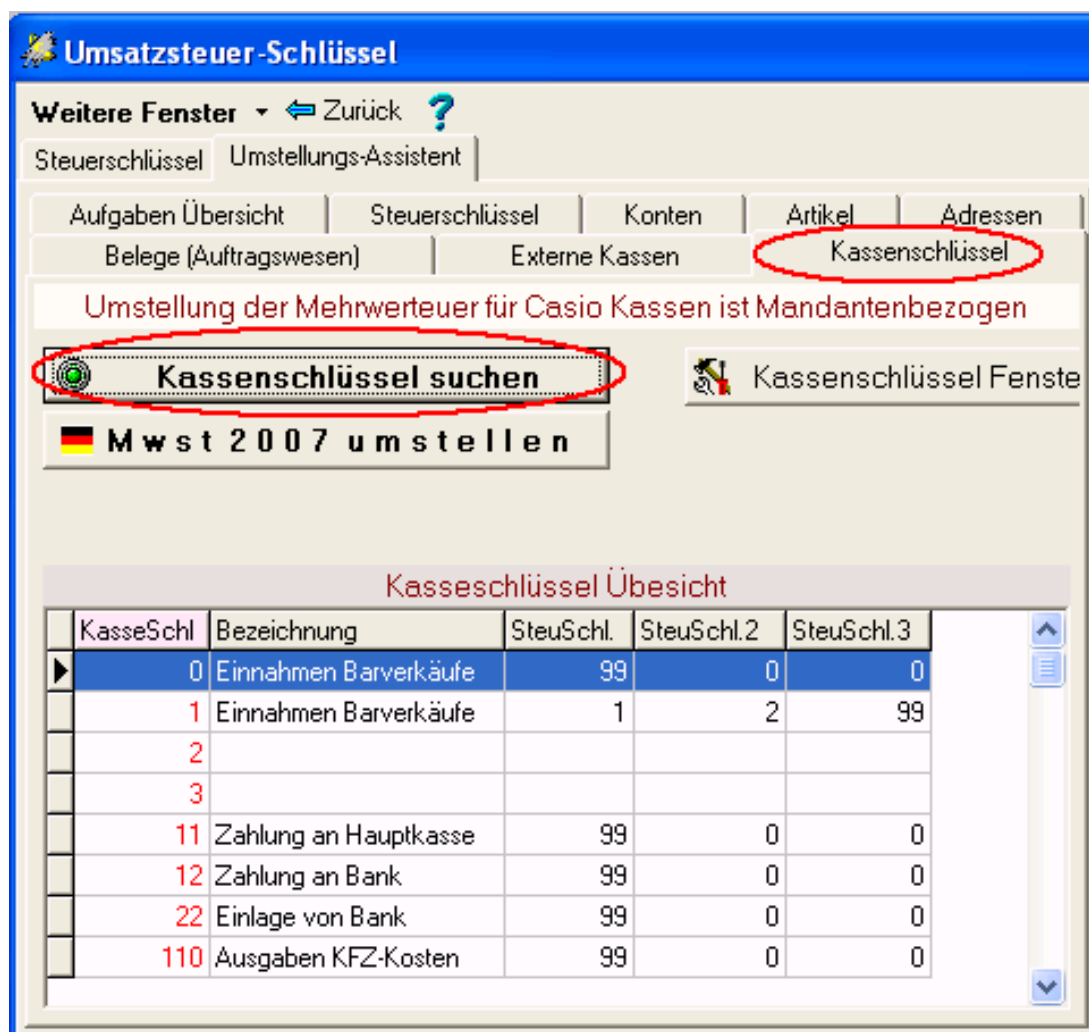 Umsatzsteuer-Schlüssel
Weitere Fenster Zurück ?
Steuerschlüssel Umstellungs-Assistent
Aufgaben Übersicht Steuerschlüssel Konten Artikel Adressen
Belege (Auftragswesen) Externe Kassen Kassenschlüssel
Umstellung der Mehrwerteuer für Casio Kassen ist Mandantenbezogen
Kassenschlüssel suchen Kassenschlüssel Fenste
Mwst 2007 umstellen
Kasseschlüssel Übesicht
KasseSchl Bezeichnung SteuSchl. SteuSchl.2 SteuSchl.3
0 Einnahmen Barverkäufe 99 0 0
1 Einnahmen Barverkäufe 1 2 99
2
3
11 Zahlung an Hauptkasse 99 0 0
12 Zahlung an Bank 99 0 0
22 Einlage von Bank 99 0 0
110 Ausgaben KFZ-Kosten 99 0 0